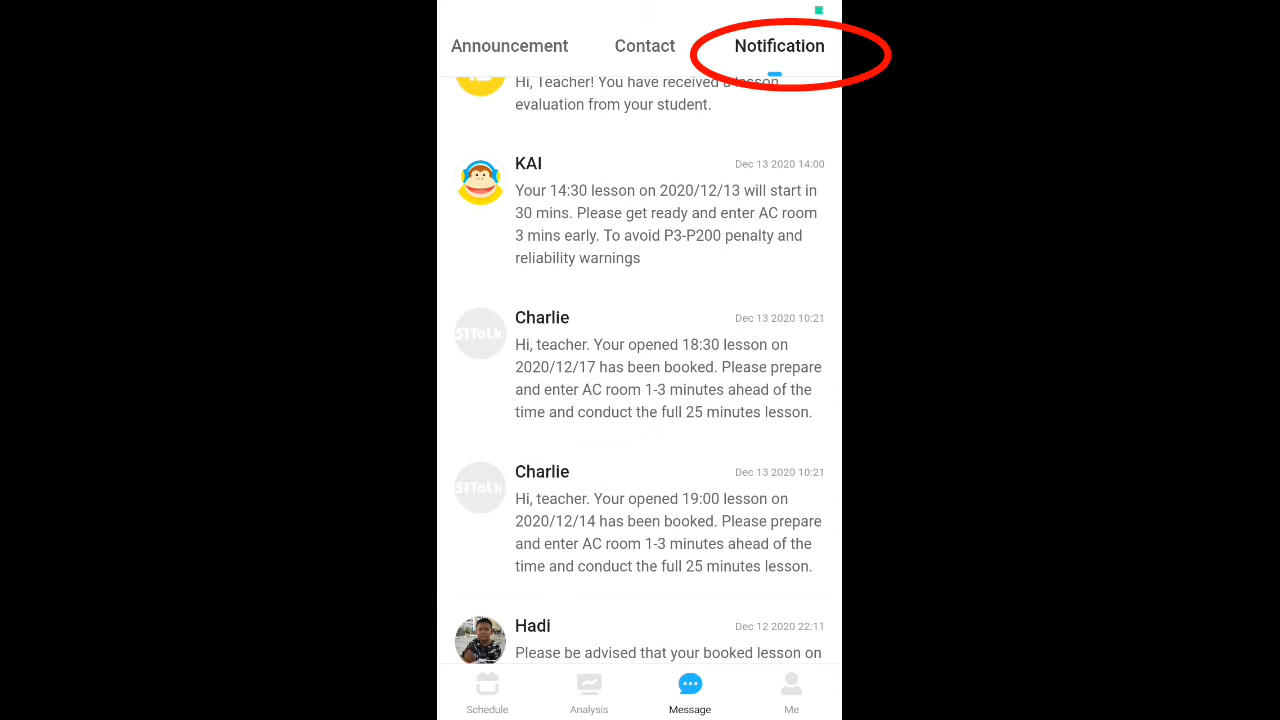 Announcement
Contact
Notification
Hi, Teacher! You have received a lesson
evaluation from your student.
KAI
Dec 13 2020 14:00
Your 14:30 lesson on 2020/12/13 will start in
30 mins. Please get ready and enter AC room
3 mins early. To avoid P3-P200 penalty and
reliability warnings
Charlie
Dec 13 2020 10:21
51Talk
Hi, teacher. Your opened 18:30 lesson on
2020/12/17 has been booked. Please prepare
and enter AC room 1-3 minutes ahead of the
time and conduct the full 25 minutes lesson.
Charlie
Dec 13 2020 10:21
51Talk
Hi, teacher. Your opened 19:00 lesson on
2020/12/14 has been booked. Please prepare
and enter AC room 1-3 minutes ahead of the
time and conduct the full 25 minutes lesson.
Hadi
Dec 12 2020 22:11
Please be advised that your booked lesson on
Schedule
Analysis
Message
Me